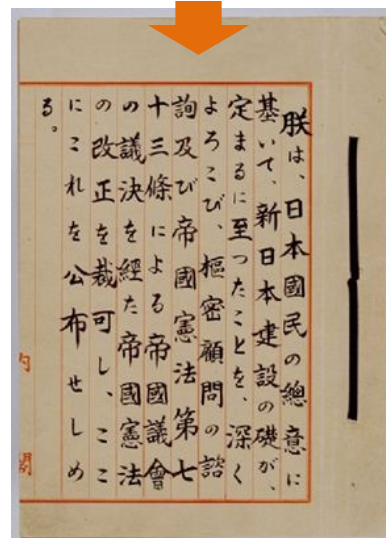 朕は、日本國民の總意に
基いて、新日本建設の礎が、
定まるに至つたことを、深く
よろこび、樞密顧問の諮
詢及び帝國憲法第七
十三條による帝國議會
の議決を経た帝國憲法
の改正を裁可し、ここ
にこれを公布せしめ
る。
内閣